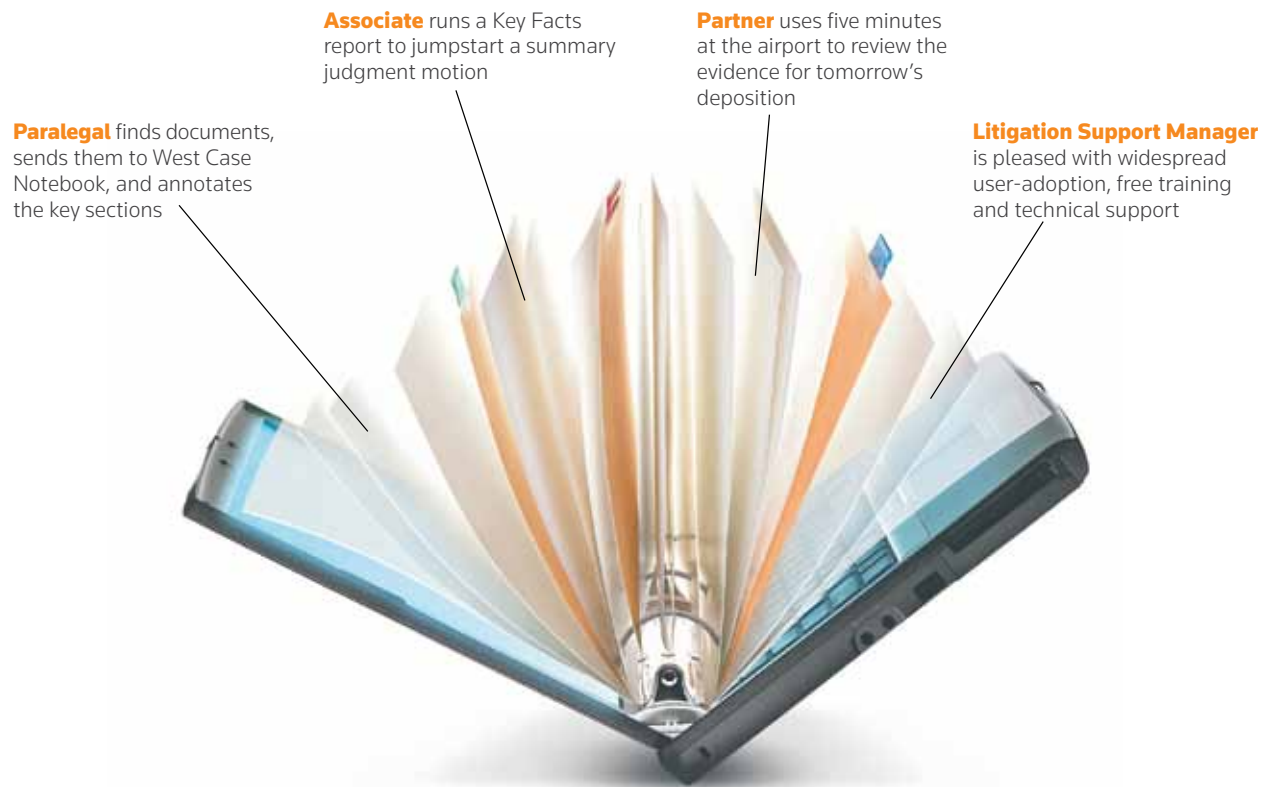 Associate runs a Key Facts
report to jumpstart a summary
judgment motion
Partner uses five minutes
at the airport to review the
evidence for tomorrow’s
deposition
Paralegal finds documents,
sends them to West Case
Notebook, and annotates
the key sections
Litigation Support Manager
is pleased with widespread
user-adoption, free training
and technical support